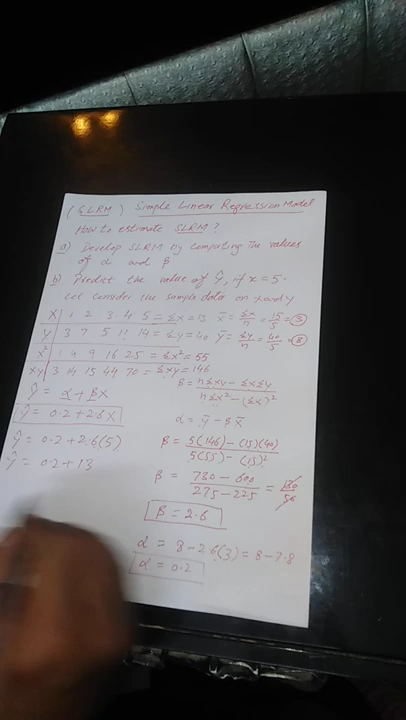 (SLRM) Simple Linear Regression Model
How to estimate SLRM?
a) Develop SLRM by computing the values
of α and β
b) Predict the value of Ŷ, if x = 5.
Let consider the sample data on x and y
X | 1 2 3 4 5 = Σx = 15 x̄ = Σx/n = 15/5 = 3
Y | 3 7 5 11 14 = Σy = 40 ȳ = Σy/n = 40/5 = 8
X² | 1 4 9 16 25 = Σx² = 55
XY | 3 14 15 44 70 = Σxy = 146
Ŷ = α + βx
Ŷ = 0.2 + 2.6X
Ŷ = 0.2 + 2.6(5)
Ŷ = 0.2 + 13
β = nΣxy - ΣxΣy / nΣx² - (Σx)²
α = ȳ - βx̄
β = 5(146) - (15)(40) / 5(55) - (15)²
β = 730 - 600 / 275 - 225 = 130/50
β = 2.6
α = 8 - 2.6(3) = 8 - 7.8
α = 0.2